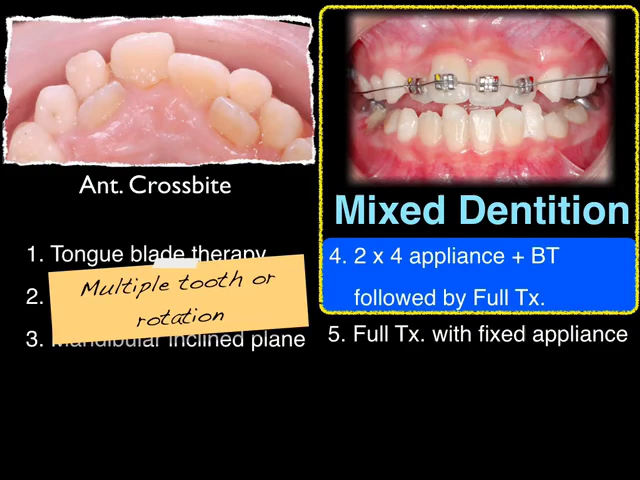 Ant. Crossbite
Mixed Dentition
1. Tongue blade therapy
2.
Multiple tooth or
rotation
3. Mandibular inclined plane
4. 2 x 4 appliance + BT
followed by Full Tx.
5. Full Tx. with fixed appliance